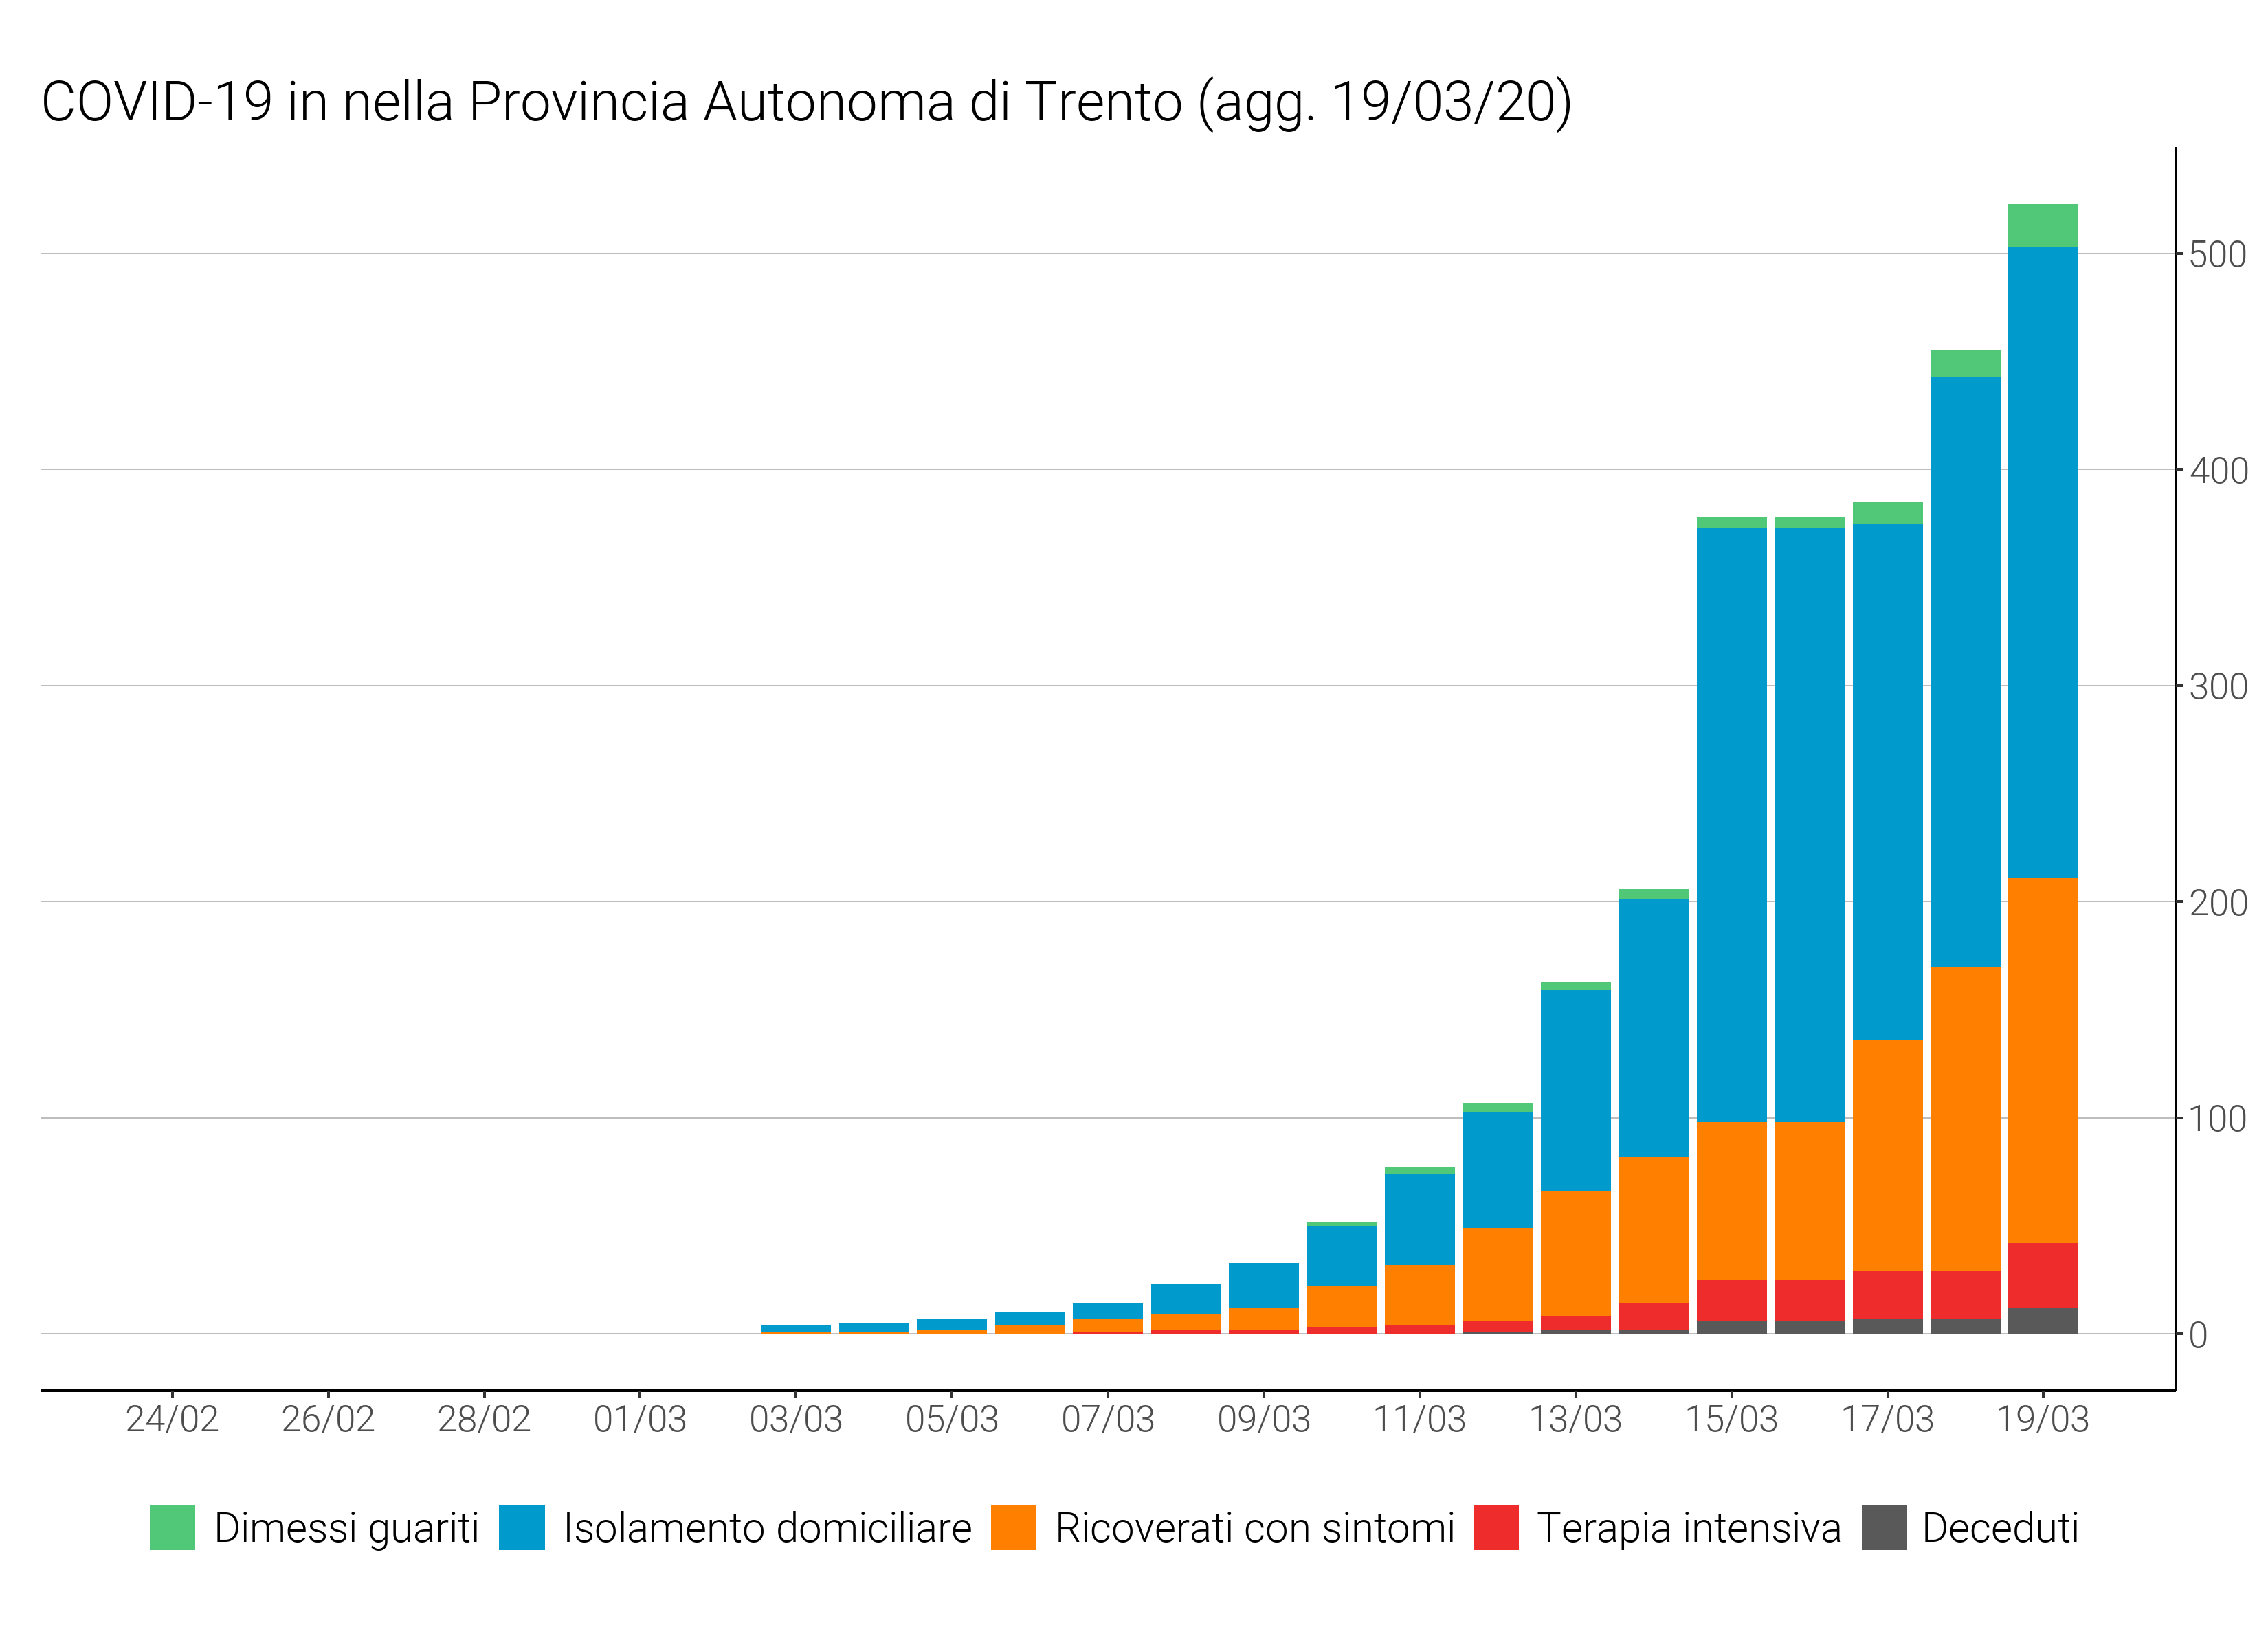 COVID-19 in nella Provincia Autonoma di Trento (agg. 19/03/20)
500
400
300
200
100
0
24/02 26/02 28/02 01/03 03/03 05/03 07/03 09/03 11/03 13/03 15/03 17/03 19/03
Dimessi guariti Isolamento domiciliare Ricoverati con sintomi Terapia intensiva Deceduti